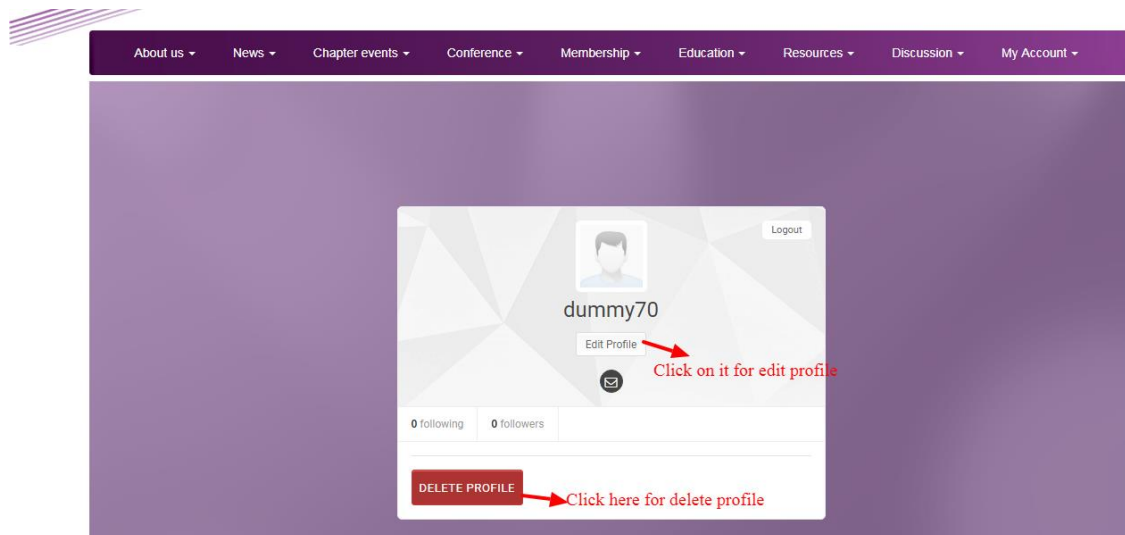 About us News Chapter events Conference Membership Education Resources Discussion My Account
Logout
dummy70
Edit Profile
Click on it for edit profile
0 following 0 followers
DELETE PROFILE
Click here for delete profile